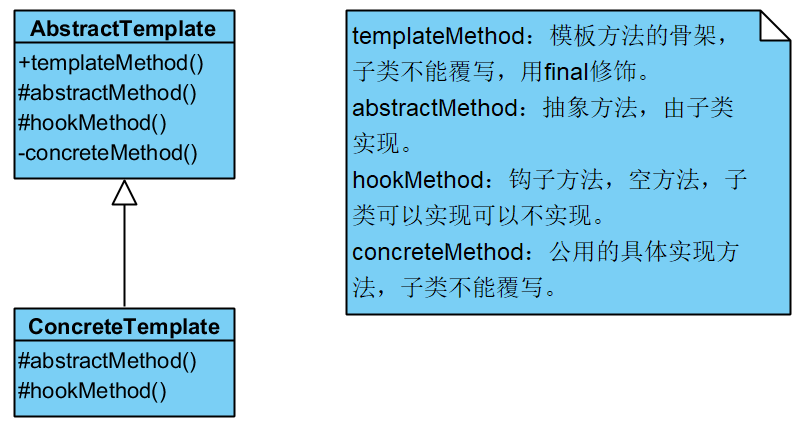 AbstractTemplate
+templateMethod()
#abstractMethod()
#hookMethod()
-concreteMethod()
ConcreteTemplate
#abstractMethod()
#hookMethod()
templateMethod：模板方法的骨架，
子类不能覆写，用final修饰。
abstractMethod：抽象方法，由子类
实现。
hookMethod：钩子方法，空方法，子
类可以实现可以不实现。
concreteMethod：公用的具体实现方
法，子类不能覆写。